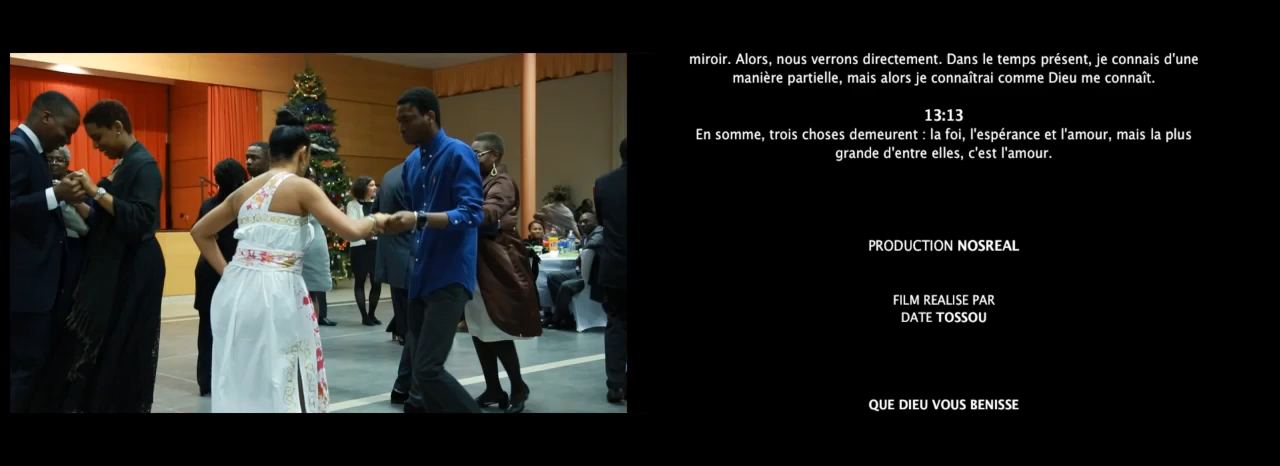 miroir. Alors, nous verrons directement. Dans le temps présent, je connais d'une
manière partielle, mais alors je connaîtrai comme Dieu me connaît.
13:13
En somme, trois choses demeurent : la foi, l'espérance et l'amour, mais la plus
grande d'entre elles, c'est l'amour.
PRODUCTION NOSREAL
FILM REALISE PAR
DATE TOSSOU
QUE DIEU VOUS BENISSE